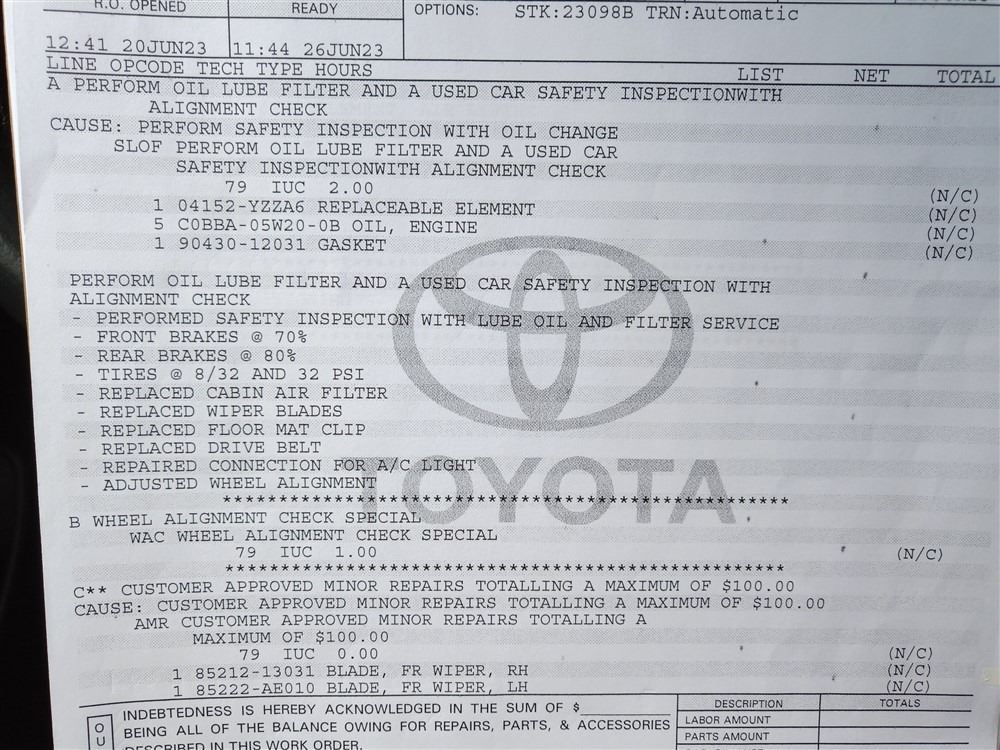 R.O. OPENED READY OPTIONS: STK:23098B TRN:Automatic
12:41 20JUN23 11:44 26JUN23
LINE OPCODE TECH TYPE HOURS LIST NET TOTAL
A PERFORM OIL LUBE FILTER AND A USED CAR SAFETY INSPECTIONWITH
ALIGNMENT CHECK
CAUSE: PERFORM SAFETY INSPECTION WITH OIL CHANGE
SLOF PERFORM OIL LUBE FILTER AND A USED CAR
SAFETY INSPECTIONWITH ALIGNMENT CHECK
79 IUC 2.00 (N/C)
1 04152-YZZA6 REPLACEABLE ELEMENT (N/C)
5 C0BBA-05W20-0B OIL, ENGINE (N/C)
1 90430-12031 GASKET (N/C)
PERFORM OIL LUBE FILTER AND A USED CAR SAFETY INSPECTION WITH
ALIGNMENT CHECK
- PERFORMED SAFETY INSPECTION WITH LUBE OIL AND FILTER SERVICE
- FRONT BRAKES @ 70%
- REAR BRAKES @ 80%
- TIRES @ 8/32 AND 32 PSI
- REPLACED CABIN AIR FILTER
- REPLACED WIPER BLADES
- REPLACED FLOOR MAT CLIP
- REPLACED DRIVE BELT
- REPAIRED CONNECTION FOR A/C LIGHT
- ADJUSTED WHEEL ALIGNMENT
TOYOTA
****************************************************
B WHEEL ALIGNMENT CHECK SPECIAL
WAC WHEEL ALIGNMENT CHECK SPECIAL
79 IUC 1.00 (N/C)
****************************************************
C** CUSTOMER APPROVED MINOR REPAIRS TOTALLING A MAXIMUM OF $100.00
CAUSE: CUSTOMER APPROVED MINOR REPAIRS TOTALLING A MAXIMUM OF $100.00
AMR CUSTOMER APPROVED MINOR REPAIRS TOTALLING A
MAXIMUM OF $100.00
79 IUC 0.00 (N/C)
1 85212-13031 BLADE, FR WIPER, RH (N/C)
1 85222-AE010 BLADE, FR WIPER, LH (N/C)
O
U
INDEBTEDNESS IS HEREBY ACKNOWLEDGED IN THE SUM OF $
BEING ALL OF THE BALANCE OWING FOR REPAIRS, PARTS, & ACCESSORIES
DESCRIBED IN THIS WORK ORDER.
DESCRIPTION TOTALS
LABOR AMOUNT
PARTS AMOUNT